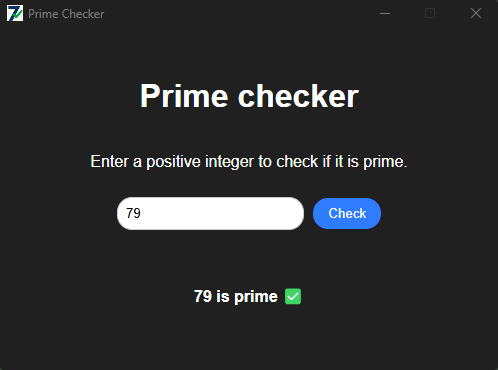 Prime Checker
Prime checker
Enter a positive integer to check if it is prime.
79
Check
79 is prime ✅